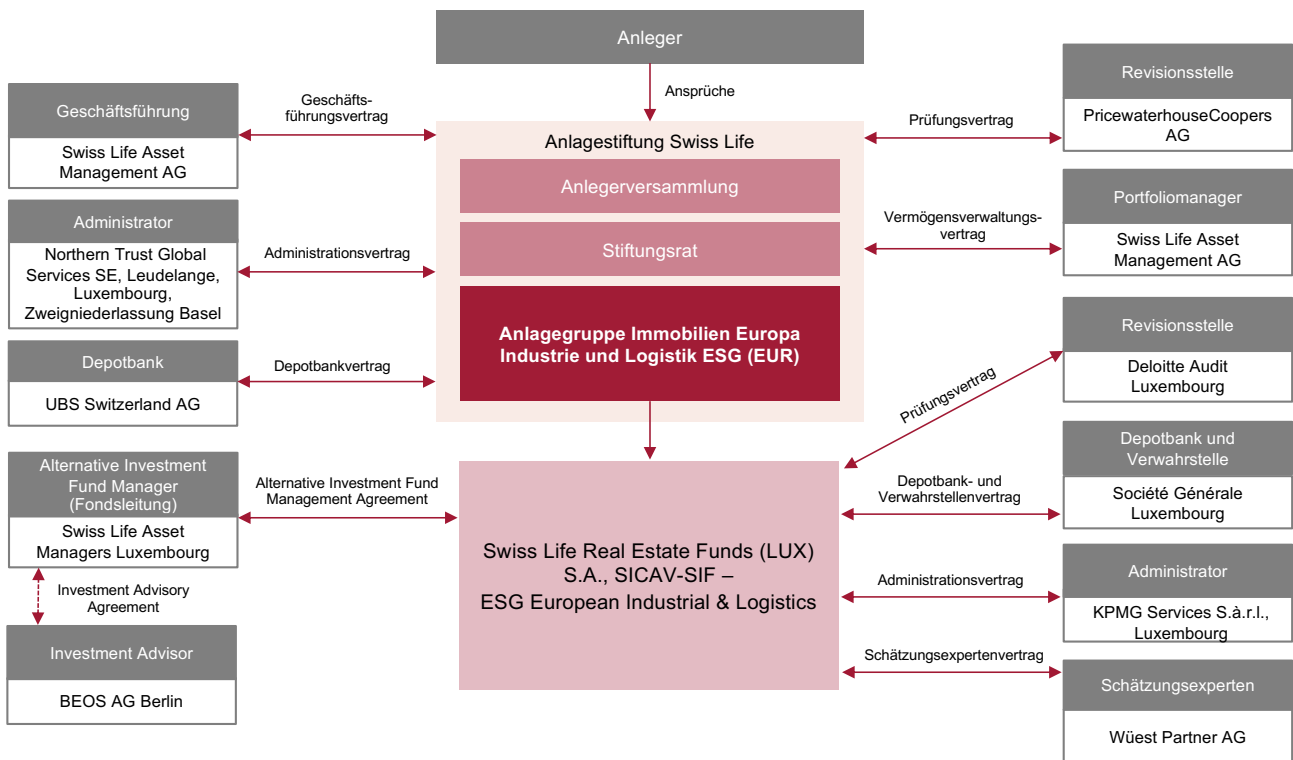 Anleger
Ansprüche
Geschäftsführung
Swiss Life Asset
Management AG
Geschäfts-
führungsvertrag
Administrator
Northern Trust Global
Services SE, Leudelange,
Luxembourg,
Zweigniederlassung Basel
Administrationsvertrag
Depotbank
UBS Switzerland AG
Depotbankvertrag
Anlagestiftung Swiss Life
Anlegerversammlung
Stiftungsrat
Anlagegruppe Immobilien Europa
Industrie und Logistik ESG (EUR)
Prüfungsvertrag
Revisionsstelle
PricewaterhouseCoopers
AG
Vermögensverwaltungs-
vertrag
Portfoliomanager
Swiss Life Asset
Management AG
Alternative Investment
Fund Manager
(Fondsleitung)
Swiss Life Asset
Managers Luxembourg
Alternative Investment Fund
Management Agreement
Investment Advisory
Agreement
Investment Advisor
BEOS AG Berlin
Swiss Life Real Estate Funds (LUX)
S.A., SICAV-SIF –
ESG European Industrial & Logistics
Prüfungsvertrag
Revisionsstelle
Deloitte Audit
Luxembourg
Depotbank- und
Verwahrstellenvertrag
Depotbank und
Verwahrstelle
Société Générale
Luxembourg
Administrationsvertrag
Administrator
KPMG Services S.à.r.l.,
Luxembourg
Schätzungsexpertenvertrag
Schätzungsexperten
Wüest Partner AG